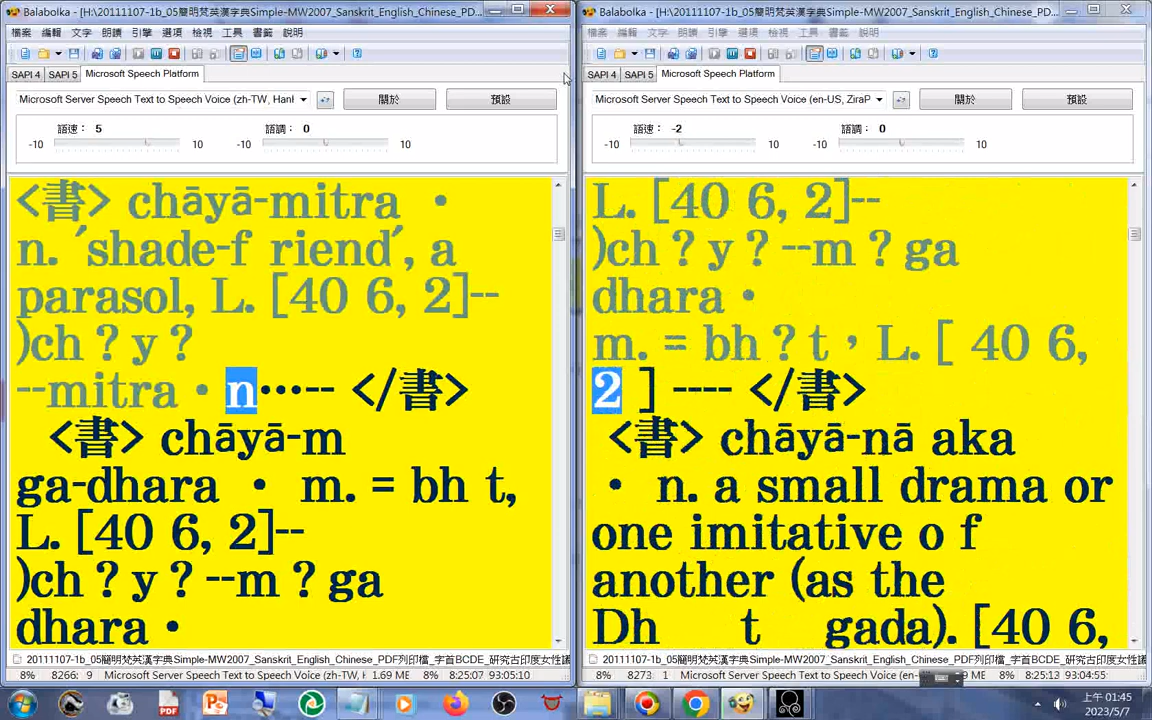 Balabolka - [H:\20111107-1b_05簡明梵英漢字典Simple-MW2007_Sanskrit_English_Chinese_PD...
檔案 編輯 文字 朗讀 引擎 選項 檢視 工具 書籤 說明
SAPI 4 SAPI 5 Microsoft Speech Platform
Microsoft Server Speech Text to Speech Voice (zh-TW, HanI 關於 預設
語速： 5 語調： 0
-10 10 -10 10
<書> chāyā-mitra •
n. 'shade-f riend', a
parasol, L. [40 6, 2]--
)ch ? y ?
--mitra • n…-- </書>
<書> chāyā-m
ga-dhara • m. = bh t,
L. [40 6, 2]--
)ch ? y ? --m ? ga
dhara •
20111107-1b_05簡明梵英漢字典Simple-MW2007_Sanskrit_English_Chinese_PDF列印檔_字首BCDE_研究古印度女性議
8% 8266: 9 Microsoft Server Speech Text to Speech Voice (zh-TW, H 8% 8:25:07 93:05:10
Balabolka - [H:\20111107-1b_05簡明梵英漢字典Simple-MW2007_Sanskrit_English_Chinese_PDF...
檔案 編輯 文字 朗讀 引擎 選項 檢視 工具 書籤 說明
SAPI 4 SAPI 5 Microsoft Speech Platform
Microsoft Server Speech Text to Speech Voice (en-US, ZiraP 關於 預設
語速： -2 語調： 0
-10 10 -10 10
L. [40 6, 2]--
)ch ? y ? --m ? ga
dhara •
m. = bh ? t , L. [ 40 6,
2 ] ---- </書>
<書> chāyā-nā aka
• n. a small drama or
one imitative o f
another (as the
Dh t gada). [40 6,
20111107-1b_05簡明梵英漢字典Simple-MW2007_Sanskrit_English_Chinese_PDF列印檔_字首BCDE_研究古印度女性議
8% 8273 1 Microsoft Server Speech Text to Speech Voice 8% 8:25:13 93:04:55
上午 01:45
2023/5/7